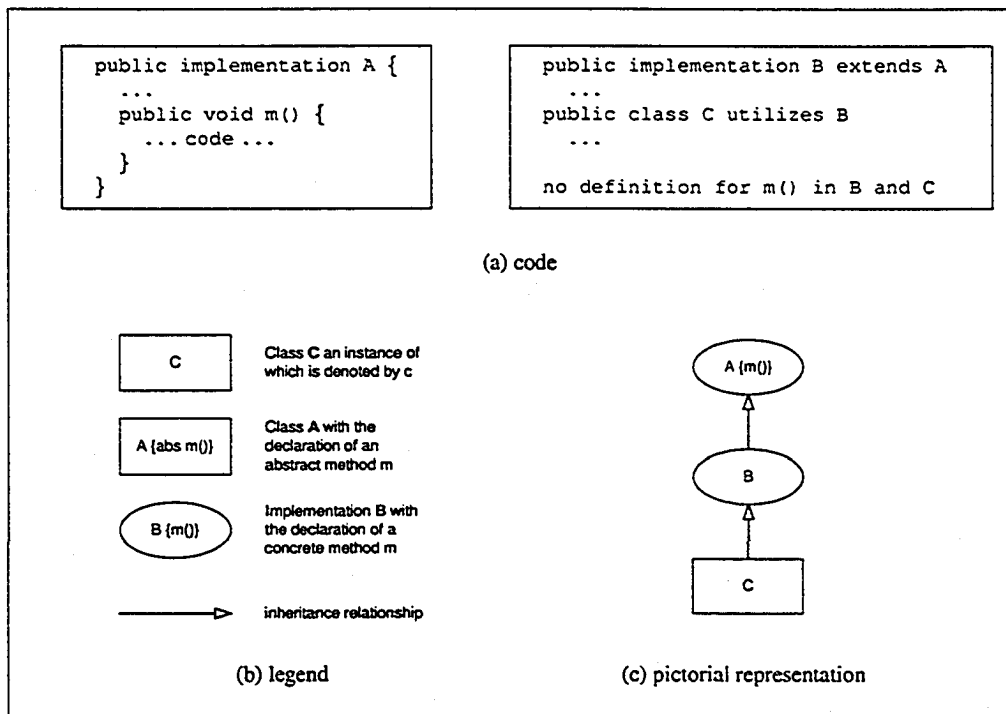 public implementation A {
...
public void m() {
... code ...
}
}
public implementation B extends A
...
public class C utilizes B
...
no definition for m() in B and C
(a) code
C
Class C an instance of
which is denoted by c
A {abs m()}
Class A with the
declaration of an
abstract method m
B {m()}
Implementation B with
the declaration of a
concrete method m
inheritance relationship
(b) legend
A {m()}
B
C
(c) pictorial representation